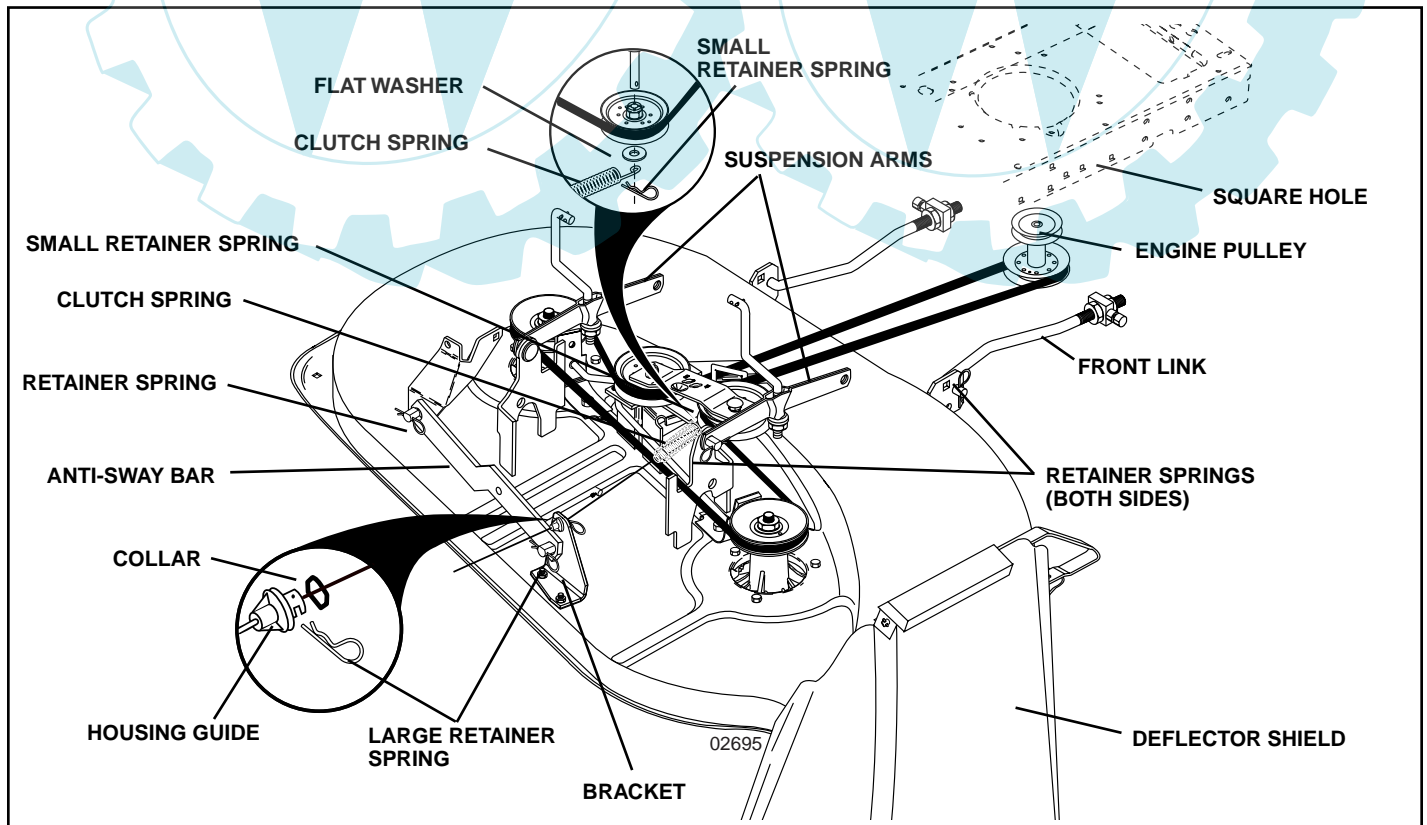 SMALL
RETAINER SPRING
FLAT WASHER
CLUTCH SPRING
SUSPENSION ARMS
SQUARE HOLE
SMALL RETAINER SPRING
ENGINE PULLEY
CLUTCH SPRING
FRONT LINK
RETAINER SPRING
ANTI-SWAY BAR
RETAINER SPRINGS
(BOTH SIDES)
COLLAR
HOUSING GUIDE
LARGE RETAINER
SPRING
02695
DEFLECTOR SHIELD
BRACKET